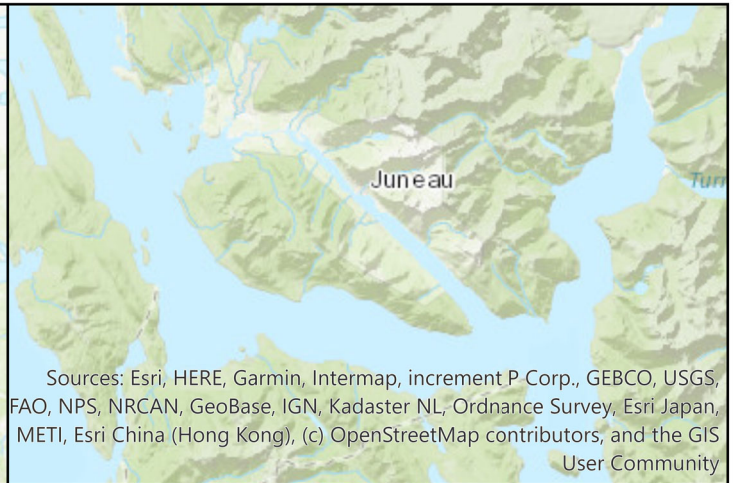 Juneau
Turn
Sources: Esri, HERE, Garmin, Intermap, increment P Corp., GEBCO, USGS,
FAO, NPS, NRCAN, GeoBase, IGN, Kadaster NL, Ordnance Survey, Esri Japan,
METI, Esri China (Hong Kong), (c) OpenStreetMap contributors, and the GIS
User Community